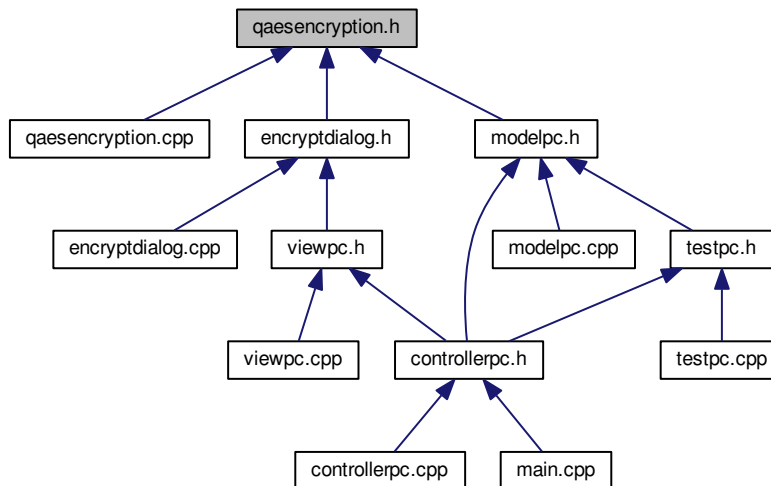 qaesencryption.h
qaesencryption.cpp
encryptdialog.h
modelpc.h
encryptdialog.cpp
viewpc.h
modelpc.cpp
testpc.h
viewpc.cpp
controllerpc.h
testpc.cpp
controllerpc.cpp
main.cpp